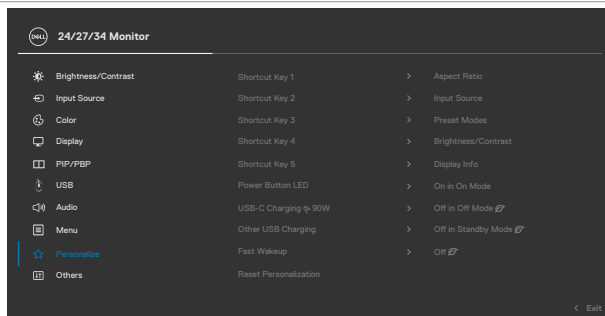 DELL 24/27/34 Monitor
Brightness/Contrast Shortcut Key 1 > Aspect Ratio
Input Source Shortcut Key 2 > Input Source
Color Shortcut Key 3 > Preset Modes
Display Shortcut Key 4 > Brightness/Contrast
PIP/PBP Shortcut Key 5 > Display Info
USB Power Button LED > On in On Mode
Audio USB-C Charging 90W > Off in Off Mode
Menu Other USB Charging > Off in Standby Mode
Personalize Fast Wakeup > Off
Others Reset Personalization
< Exit